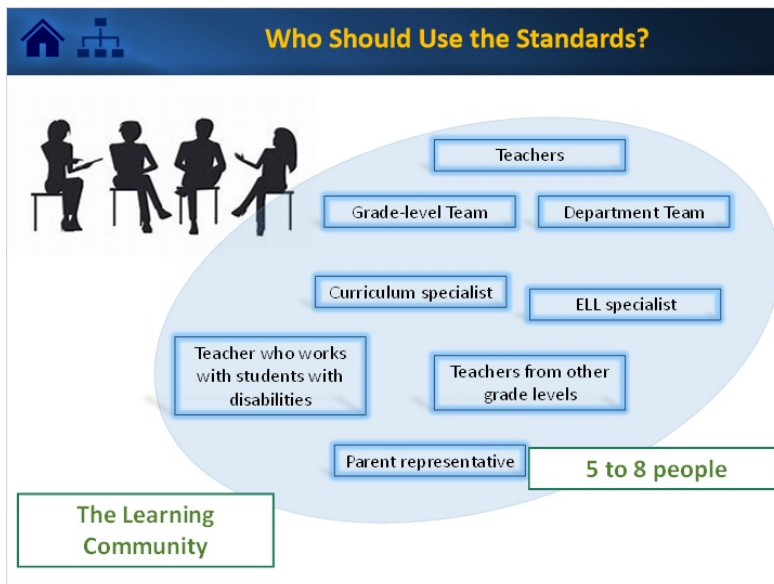 Who Should Use the Standards?
Teachers
Grade-level Team
Department Team
Curriculum specialist
ELL specialist
Teacher who works
with students with
disabilities
Teachers from other
grade levels
Parent representative
5 to 8 people
The Learning
Community